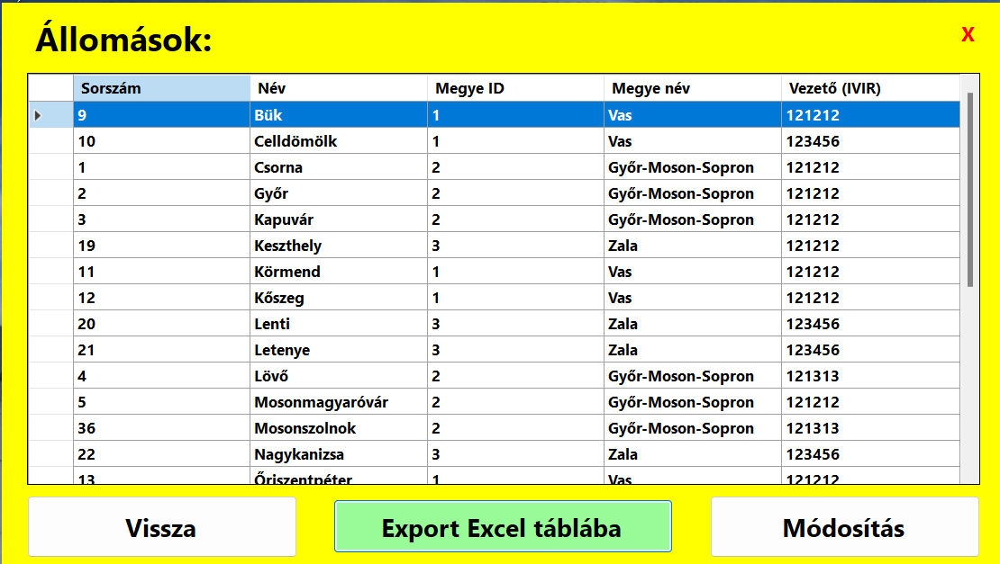 Állomások:
X
Sorszám Név Megye ID Megye név Vezető (IVIR)
9 Bük 1 Vas 121212
10 Celldömölk 1 Vas 123456
1 Csorna 2 Győr-Moson-Sopron 121212
2 Győr 2 Győr-Moson-Sopron 121212
3 Kapuvár 2 Győr-Moson-Sopron 121212
19 Keszthely 3 Zala 121212
11 Körmend 1 Vas 121212
12 Kőszeg 1 Vas 121212
20 Lenti 3 Zala 123456
21 Letenye 3 Zala 123456
4 Lövő 2 Győr-Moson-Sopron 121313
5 Mosonmagyaróvár 2 Győr-Moson-Sopron 121212
36 Mosonszolnok 2 Győr-Moson-Sopron 121313
22 Nagykanizsa 3 Zala 123456
13 Őriszentpéter 1 Vas 121212
Vissza Export Excel táblába Módosítás